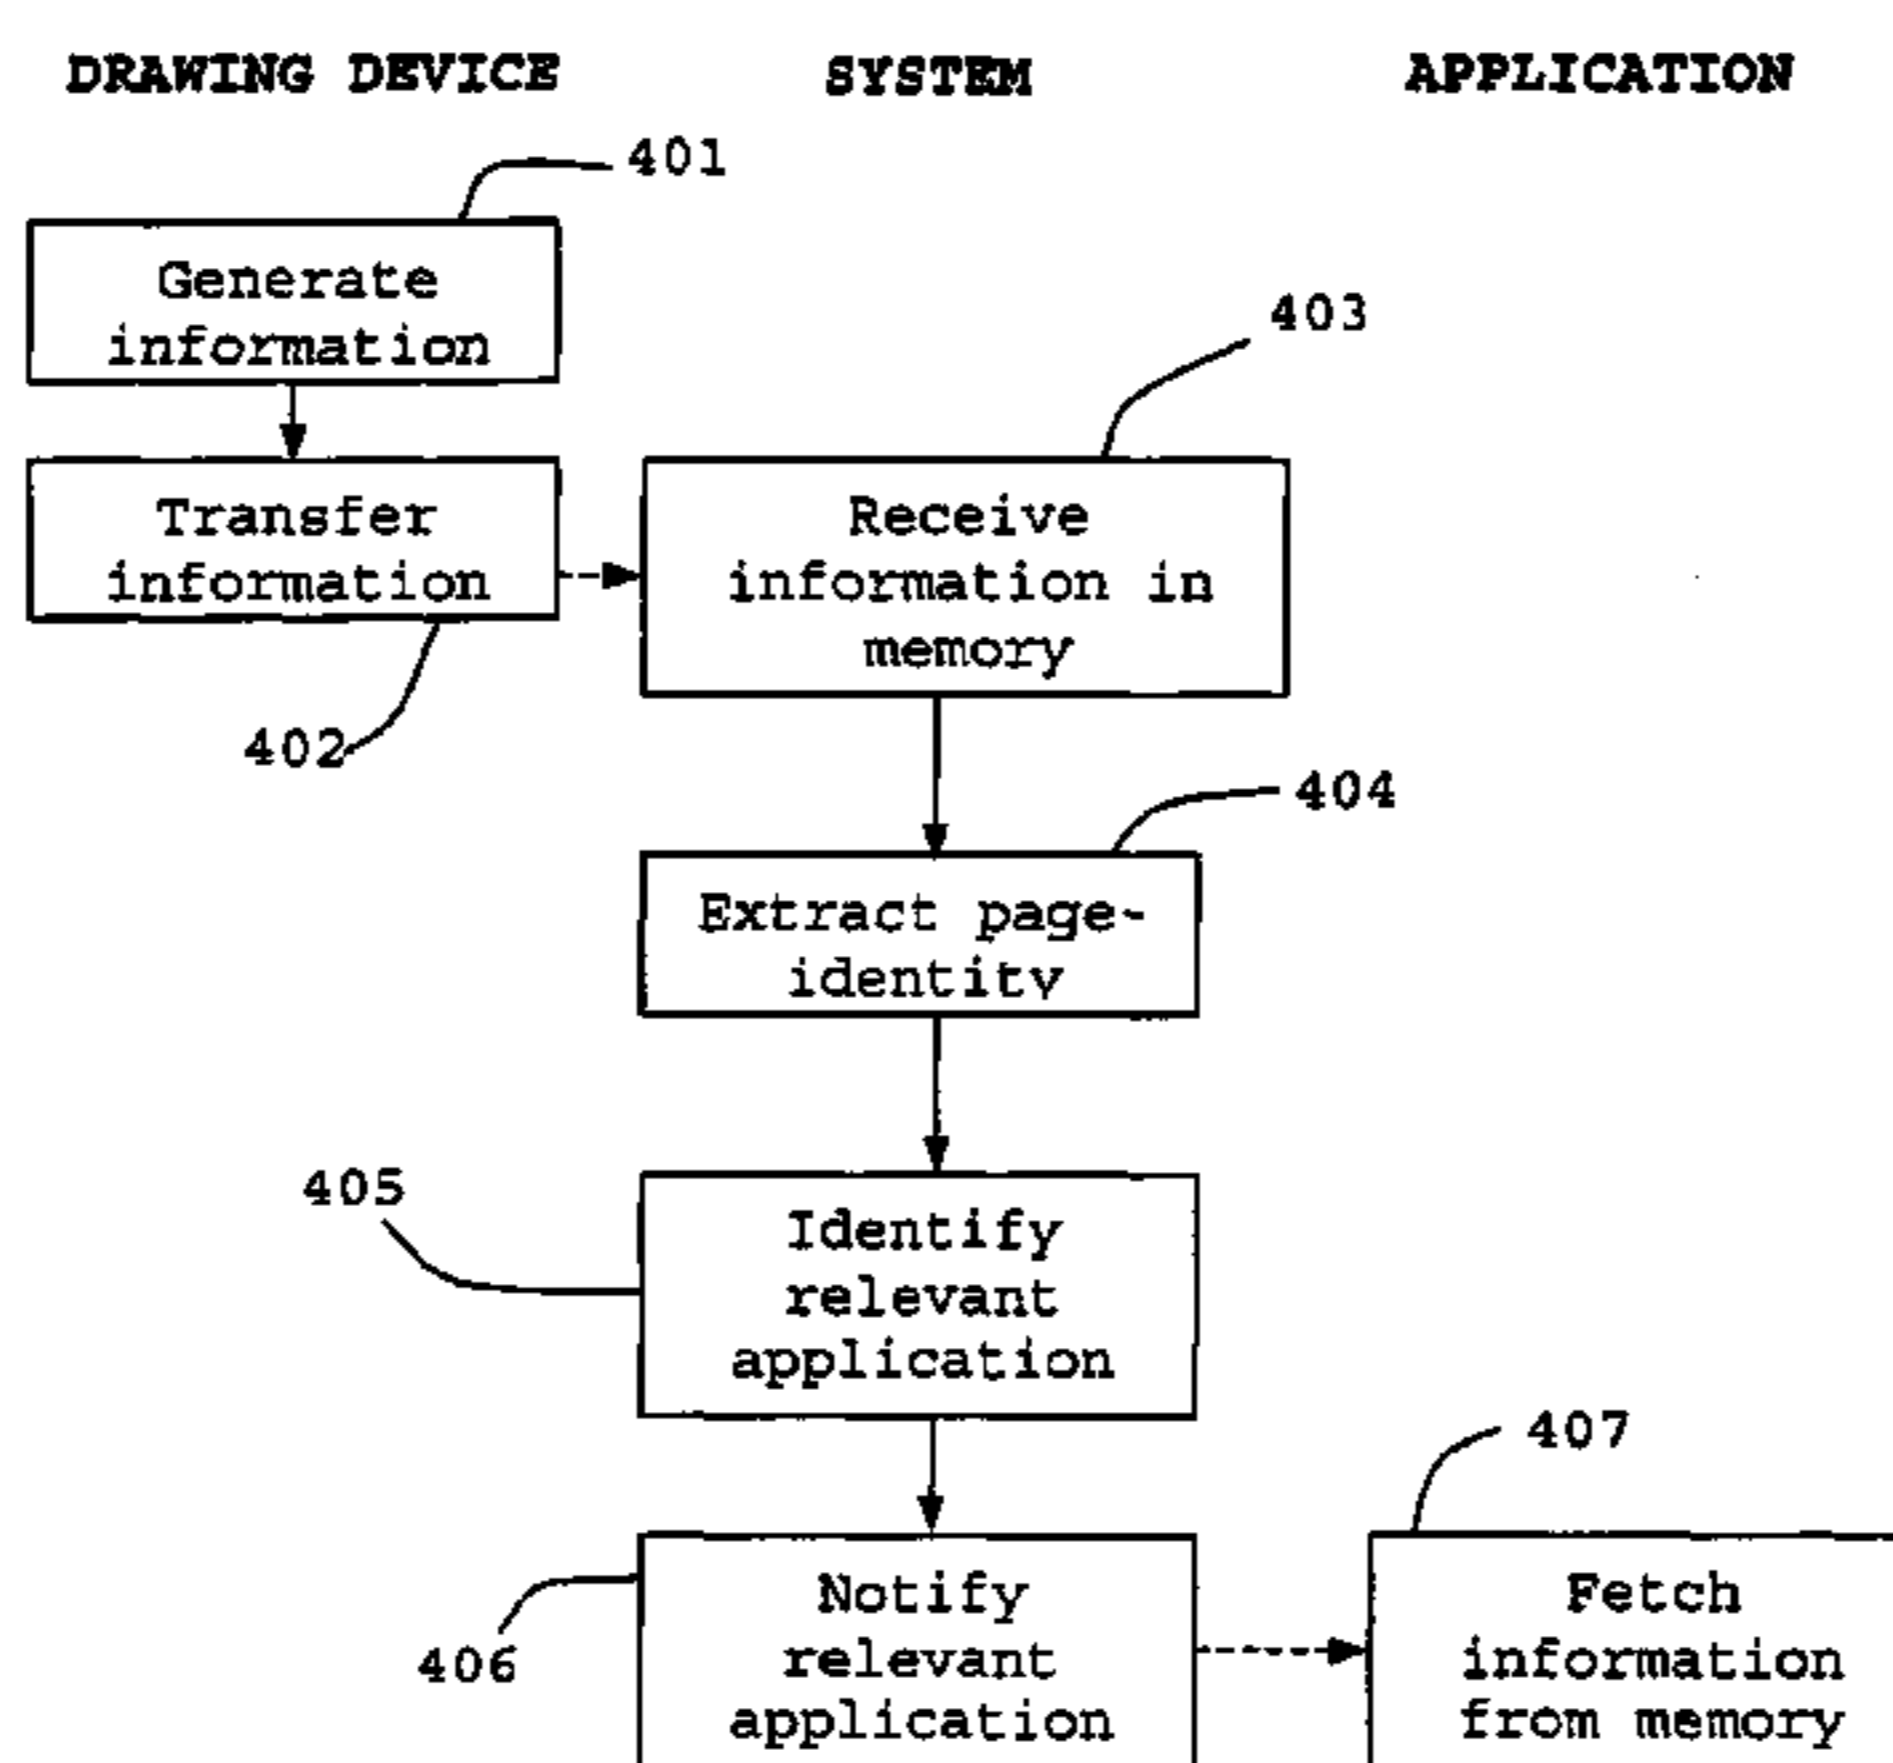 DRAWING DEVICE SYSTEM APPLICATION
401
Generate
information
403
Transfer
information
402
Receive
information in
memory
404
Extract page-
identity
405
Identify
relevant
application
407
Notify
relevant
application
406
Fetch
information
from memory